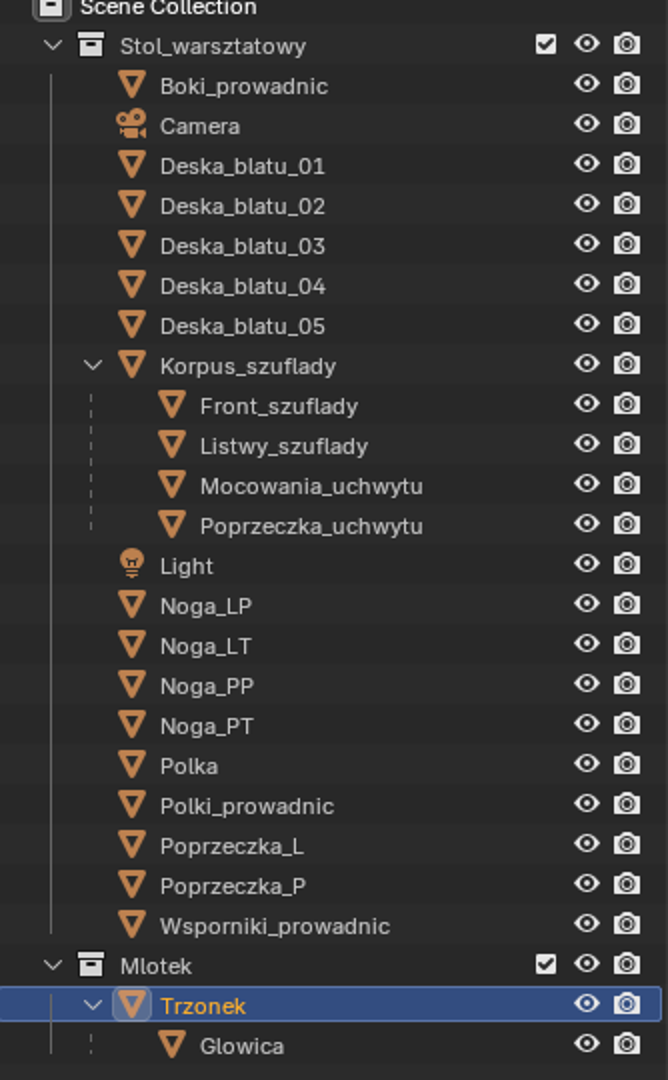 Scene Collection
Stol_warsztatowy
Boki_prowadnic
Camera
Deska_blatu_01
Deska_blatu_02
Deska_blatu_03
Deska_blatu_04
Deska_blatu_05
Korpus_szuflady
Front_szuflady
Listwy_szuflady
Mocowania_uchwytu
Poprzeczka_uchwytu
Light
Noga_LP
Noga_LT
Noga_PP
Noga_PT
Polka
Polki_prowadnic
Poprzeczka_L
Poprzeczka_P
Wsporniki_prowadnic
Mlotek
Trzonek
Glowica